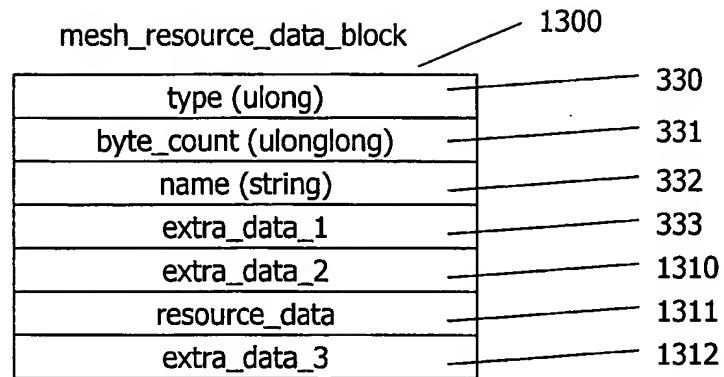 mesh_resource_data_block 1300
type (ulong) 330
byte_count (ulonglong) 331
name (string) 332
extra_data_1 333
extra_data_2 1310
resource_data 1311
extra_data_3 1312